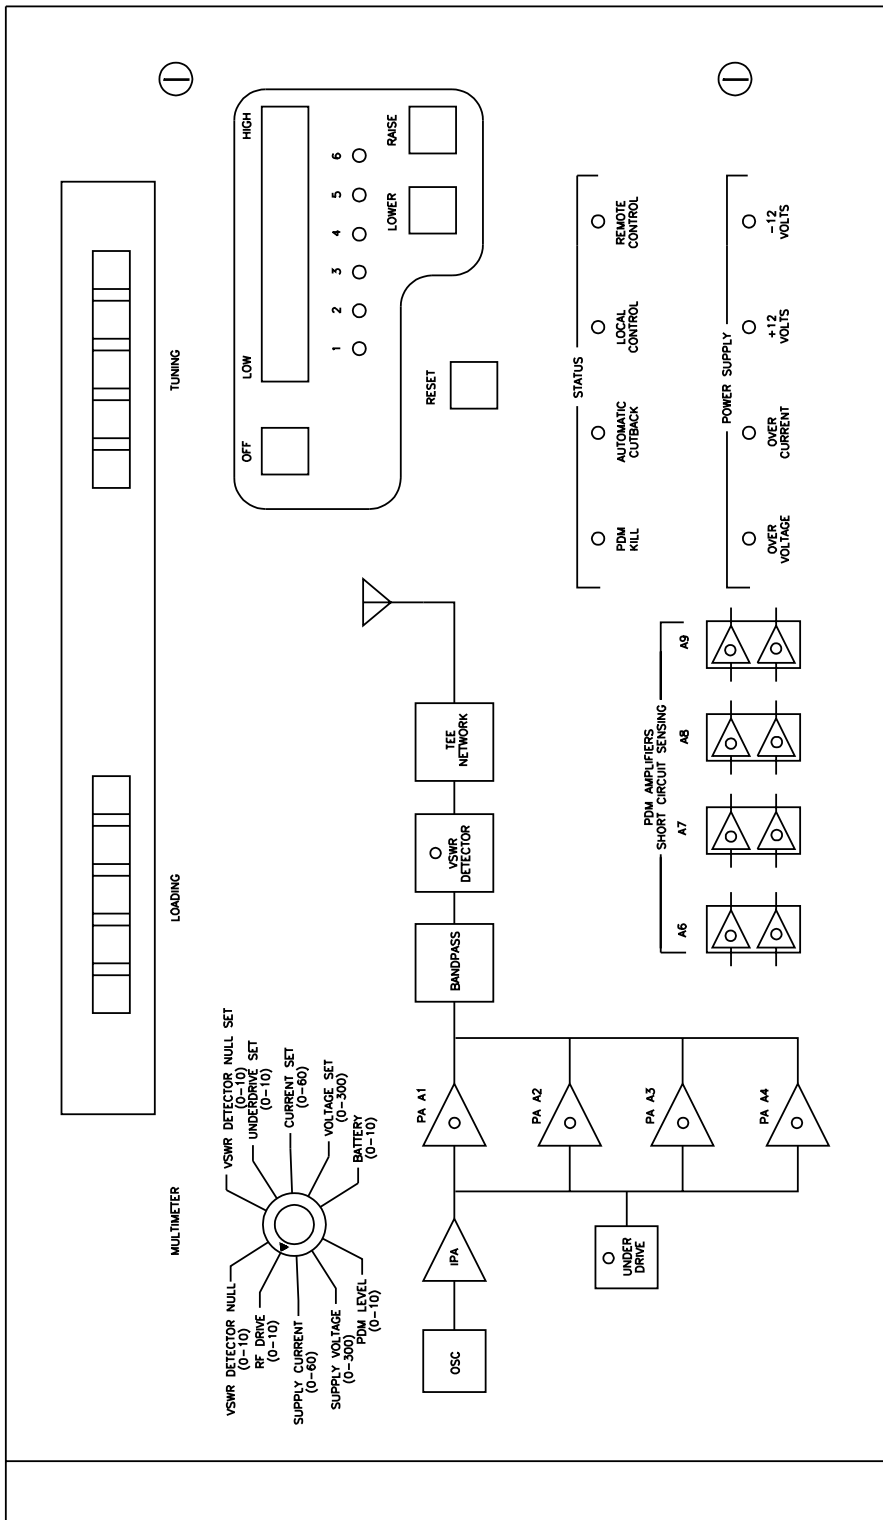 MULTIMETER
LOADING
TUNING
VSWR DETECTOR NULL
(0-10)
RF DRIVE
(0-10)
SUPPLY CURRENT
(0-60)
SUPPLY VOLTAGE
(0-300)
PDM LEVEL
(0-10)
VSWR DETECTOR NULL SET
(0-10)
UNDERDRIVE SET
(0-10)
CURRENT SET
(0-60)
VOLTAGE SET
(0-300)
BATTERY
(0-10)
OFF
LOW
HIGH
1 2 3 4 5 6
LOWER
RAISE
RESET
OSC
IPA
PA A1
PA A2
PA A3
PA A4
UNDER
DRIVE
BANDPASS
VSWR
DETECTOR
TEE
NETWORK
STATUS
PDM
KILL
AUTOMATIC
CUTBACK
LOCAL
CONTROL
REMOTE
CONTROL
PDM AMPLIFIERS
SHORT CIRCUIT SENSING
A6
A7
A8
A9
POWER SUPPLY
OVER
VOLTAGE
OVER
CURRENT
+12
VOLTS
-12
VOLTS